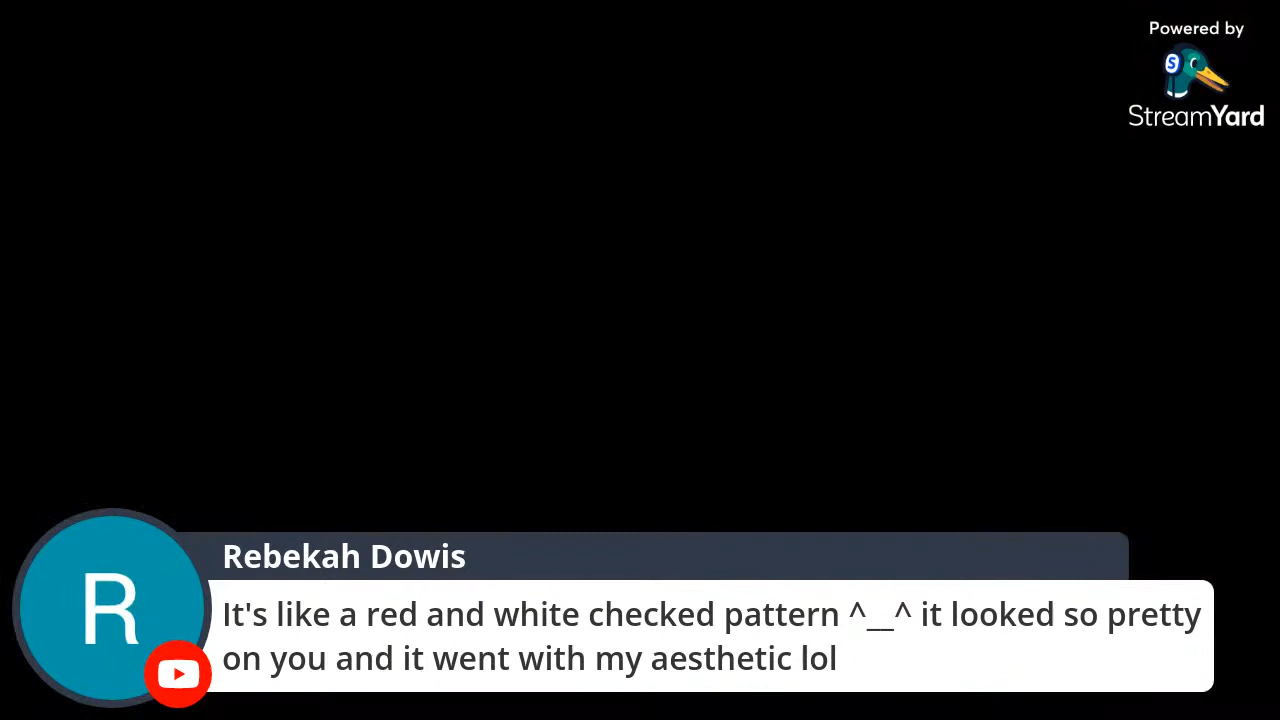 Powered by
S
StreamYard
Rebekah Dowis
R
It's like a red and white checked pattern ^__^ it looked so pretty
on you and it went with my aesthetic lol